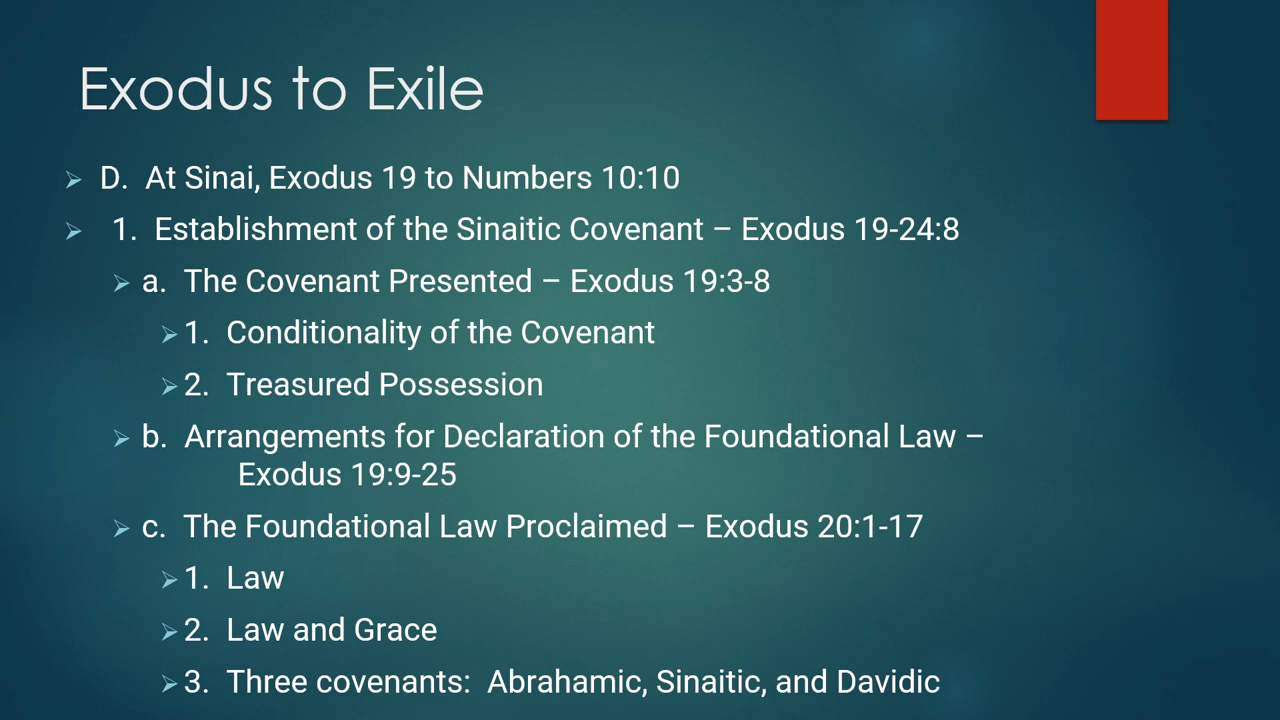 Exodus to Exile
D. At Sinai, Exodus 19 to Numbers 10:10
1. Establishment of the Sinaitic Covenant – Exodus 19-24:8
a. The Covenant Presented – Exodus 19:3-8
1. Conditionality of the Covenant
2. Treasured Possession
b. Arrangements for Declaration of the Foundational Law –
Exodus 19:9-25
c. The Foundational Law Proclaimed – Exodus 20:1-17
1. Law
2. Law and Grace
3. Three covenants: Abrahamic, Sinaitic, and Davidic